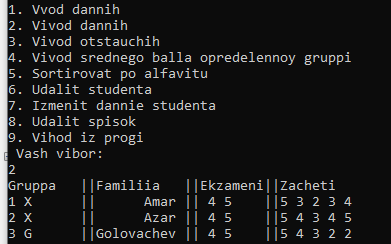 1. Vvod dannih
2. Vivod dannih
3. Vivod otstauchih
4. Vivod srednego balla opredelennoy gruppi
5. Sortirovat po alfavitu
6. Udalit studenta
7. Izmenit dannie studenta
8. Udalit spisok
9. Vihod iz progi
Vash vibor:
2
Gruppa ||Familiia ||Ekzameni||Zacheti
1 X || Amar || 4 5 ||5 3 2 3 4
2 X || Azar || 4 5 ||5 4 3 4 5
3 G ||Golovachev || 4 5 ||5 4 3 2 2